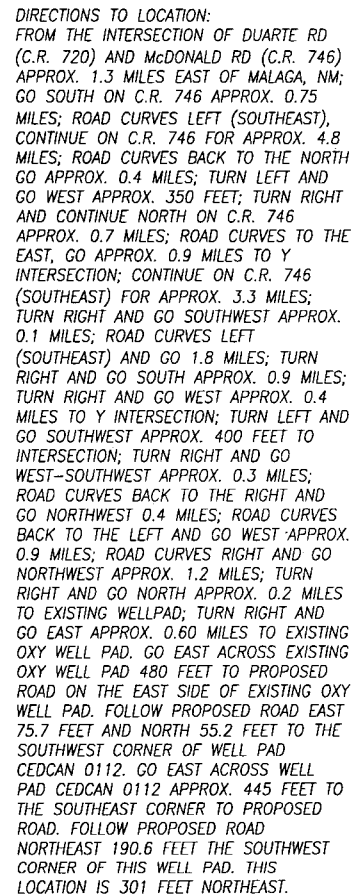 DIRECTIONS TO LOCATION:
FROM THE INTERSECTION OF DUARTE RD
(C.R. 720) AND McDONALD RD (C.R. 746)
APPROX. 1.3 MILES EAST OF MALAGA, NM;
GO SOUTH ON C.R. 746 APPROX. 0.75
MILES; ROAD CURVES LEFT (SOUTHEAST),
CONTINUE ON C.R. 746 FOR APPROX. 4.8
MILES; ROAD CURVES BACK TO THE NORTH
GO APPROX. 0.4 MILES; TURN LEFT AND
GO WEST APPROX. 350 FEET; TURN RIGHT
AND CONTINUE NORTH ON C.R. 746
APPROX. 0.7 MILES; ROAD CURVES TO THE
EAST, GO APPROX. 0.9 MILES TO Y
INTERSECTION; CONTINUE ON C.R. 746
(SOUTHEAST) FOR APPROX. 3.3 MILES;
TURN RIGHT AND GO SOUTHWEST APPROX.
0.1 MILES; ROAD CURVES LEFT
(SOUTHEAST) AND GO 1.8 MILES; TURN
RIGHT AND GO SOUTH APPROX. 0.9 MILES;
TURN RIGHT AND GO WEST APPROX. 0.4
MILES TO Y INTERSECTION; TURN LEFT AND
GO SOUTHWEST APPROX. 400 FEET TO
INTERSECTION; TURN RIGHT AND GO
WEST-SOUTHWEST APPROX. 0.3 MILES;
ROAD CURVES BACK TO THE RIGHT AND
GO NORTHWEST 0.4 MILES; ROAD CURVES
BACK TO THE LEFT AND GO WEST APPROX.
0.9 MILES; ROAD CURVES RIGHT AND GO
NORTHWEST APPROX. 1.2 MILES; TURN
RIGHT AND GO NORTH APPROX. 0.2 MILES
TO EXISTING WELLPAD; TURN RIGHT AND
GO EAST APPROX. 0.60 MILES TO EXISTING
OXY WELL PAD. GO EAST ACROSS EXISTING
OXY WELL PAD 480 FEET TO PROPOSED
ROAD ON THE EAST SIDE OF EXISTING OXY
WELL PAD. FOLLOW PROPOSED ROAD EAST
75.7 FEET AND NORTH 55.2 FEET TO THE
SOUTHWEST CORNER OF WELL PAD
CEDCAN 0112. GO EAST ACROSS WELL
PAD CEDCAN 0112 APPROX. 445 FEET TO
THE SOUTHEAST CORNER TO PROPOSED
ROAD. FOLLOW PROPOSED ROAD
NORTHEAST 190.6 FEET THE SOUTHWEST
CORNER OF THIS WELL PAD. THIS
LOCATION IS 301 FEET NORTHEAST.